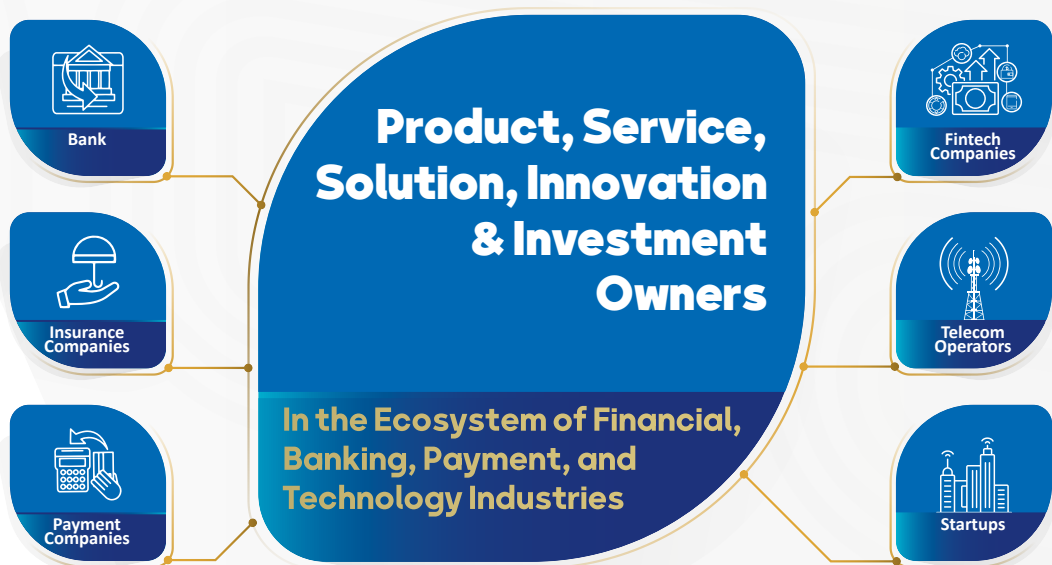 Bank
Insurance
Companies
Payment
Companies
Product, Service,
Solution, Innovation
& Investment
Owners
In the Ecosystem of Financial,
Banking, Payment, and
Technology Industries
Fintech
Companies
Telecom
Operators
Startups